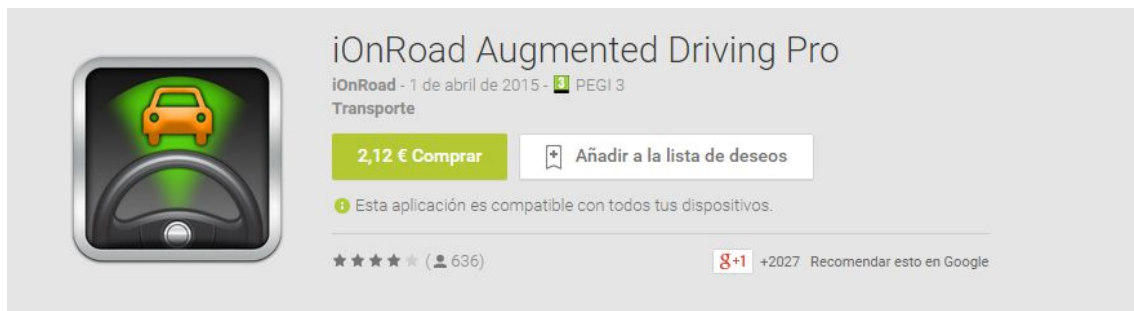 iOnRoad Augmented Driving Pro
iOnRoad - 1 de abril de 2015 - 3 PEGI 3
Transporte
2,12 € Comprar
Añadir a la lista de deseos
Esta aplicación es compatible con todos tus dispositivos.
(636)
g+1 +2027 Recomendar esto en Google